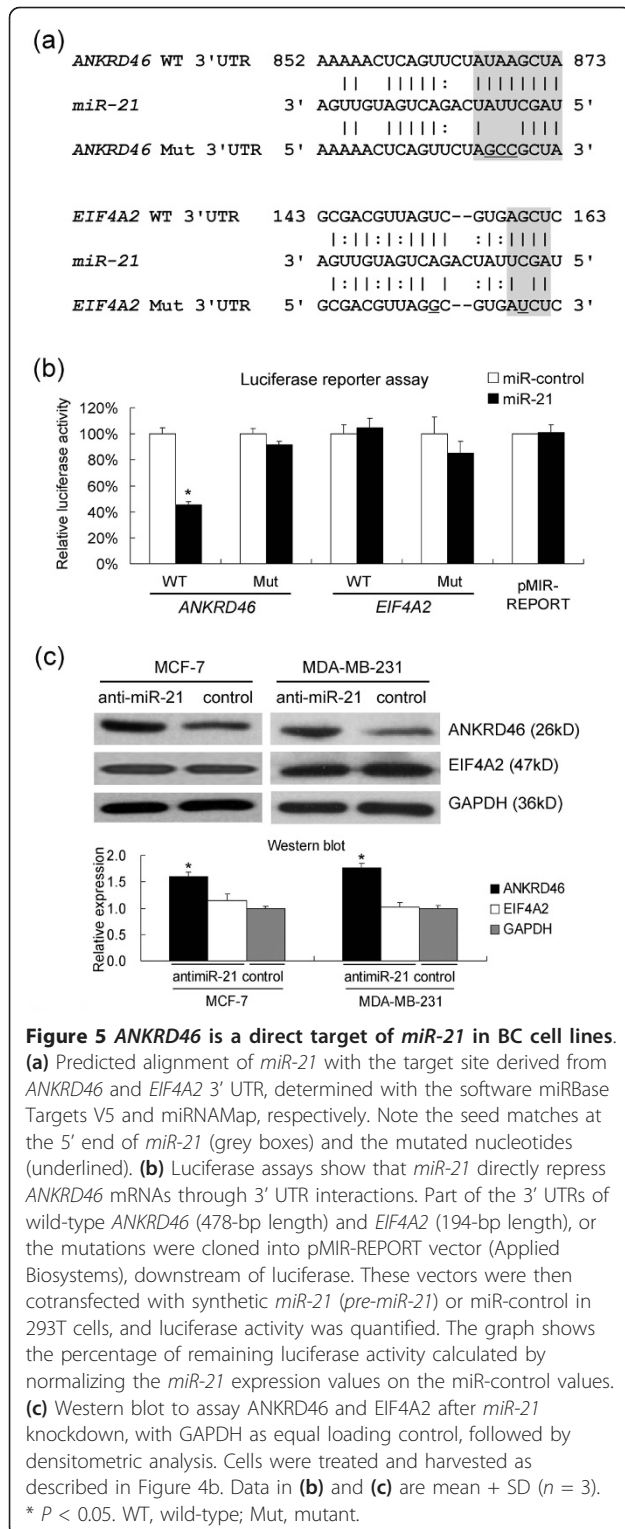 (a)
ANKRD46 WT 3'UTR 852 AAAAACUCAGUUCUAUAAGCUA 873
|| |||||: ||||||||
miR-21 3' AGUUGUAGUCAGACUAUUCGAU 5'
|| |||||: | ||||
ANKRD46 Mut 3'UTR 5' AAAAACUCAGUUCUAGCCGCUA 3'
EIF4A2 WT 3'UTR 143 GCGACGUUAGUC--GUGAGCUC 163
|:||:|:|||| :|:||||
miR-21 3' AGUUGUAGUCAGACUAUUCGAU 5'
|:||:|:||| | :|:| ||
EIF4A2 Mut 3'UTR 5' GCGACGUUAGGC--GUGAUCUC 3'
(b)
Luciferase reporter assay
miR-control
miR-21
Relative luciferase activity
120%
100%
80%
60%
40%
20%
0%
*
WT Mut WT Mut pMIR-REPORT
ANKRD46 EIF4A2
(c)
MCF-7 MDA-MB-231
anti-miR-21 control anti-miR-21 control
ANKRD46 (26kD)
EIF4A2 (47kD)
GAPDH (36kD)
Western blot
Relative expression
2.0
1.5
1.0
0.5
0.0
* *
ANKRD46
EIF4A2
GAPDH
antimiR-21 control antimiR-21 control
MCF-7 MDA-MB-231
Figure 5 ANKRD46 is a direct target of miR-21 in BC cell lines.
(a) Predicted alignment of miR-21 with the target site derived from
ANKRD46 and EIF4A2 3’ UTR, determined with the software miRBase
Targets V5 and miRNAMap, respectively. Note the seed matches at
the 5’ end of miR-21 (grey boxes) and the mutated nucleotides
(underlined). (b) Luciferase assays show that miR-21 directly repress
ANKRD46 mRNAs through 3’ UTR interactions. Part of the 3’ UTRs of
wild-type ANKRD46 (478-bp length) and EIF4A2 (194-bp length), or
the mutations were cloned into pMIR-REPORT vector (Applied
Biosystems), downstream of luciferase. These vectors were then
cotransfected with synthetic miR-21 (pre-miR-21) or miR-control in
293T cells, and luciferase activity was quantified. The graph shows
the percentage of remaining luciferase activity calculated by
normalizing the miR-21 expression values on the miR-control values.
(c) Western blot to assay ANKRD46 and EIF4A2 after miR-21
knockdown, with GAPDH as equal loading control, followed by
densitometric analysis. Cells were treated and harvested as
described in Figure 4b. Data in (b) and (c) are mean + SD (n = 3).
* P < 0.05. WT, wild-type; Mut, mutant.